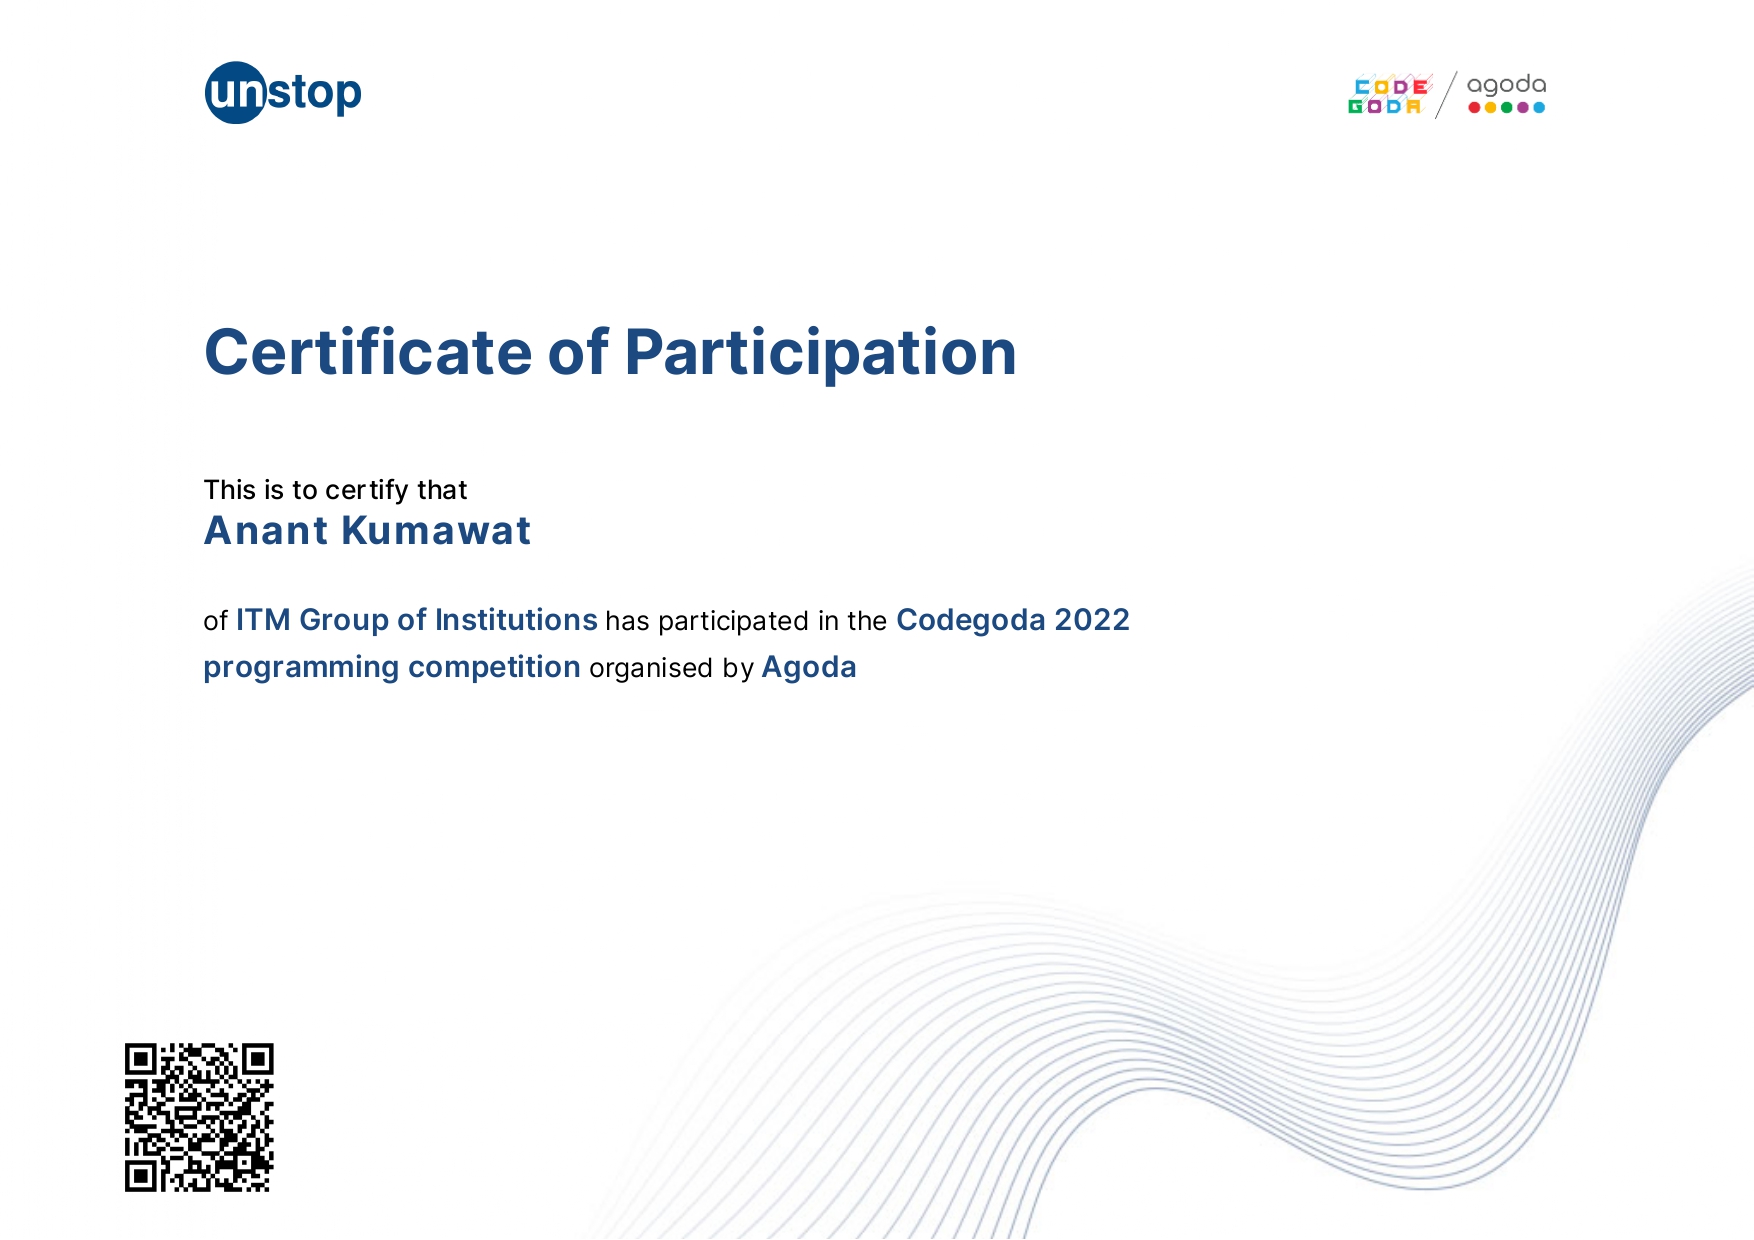 unstop
CODE GODA / agoda
Certificate of Participation
This is to certify that
Anant Kumawat
of ITM Group of Institutions has participated in the Codegoda 2022
programming competition organised by Agoda